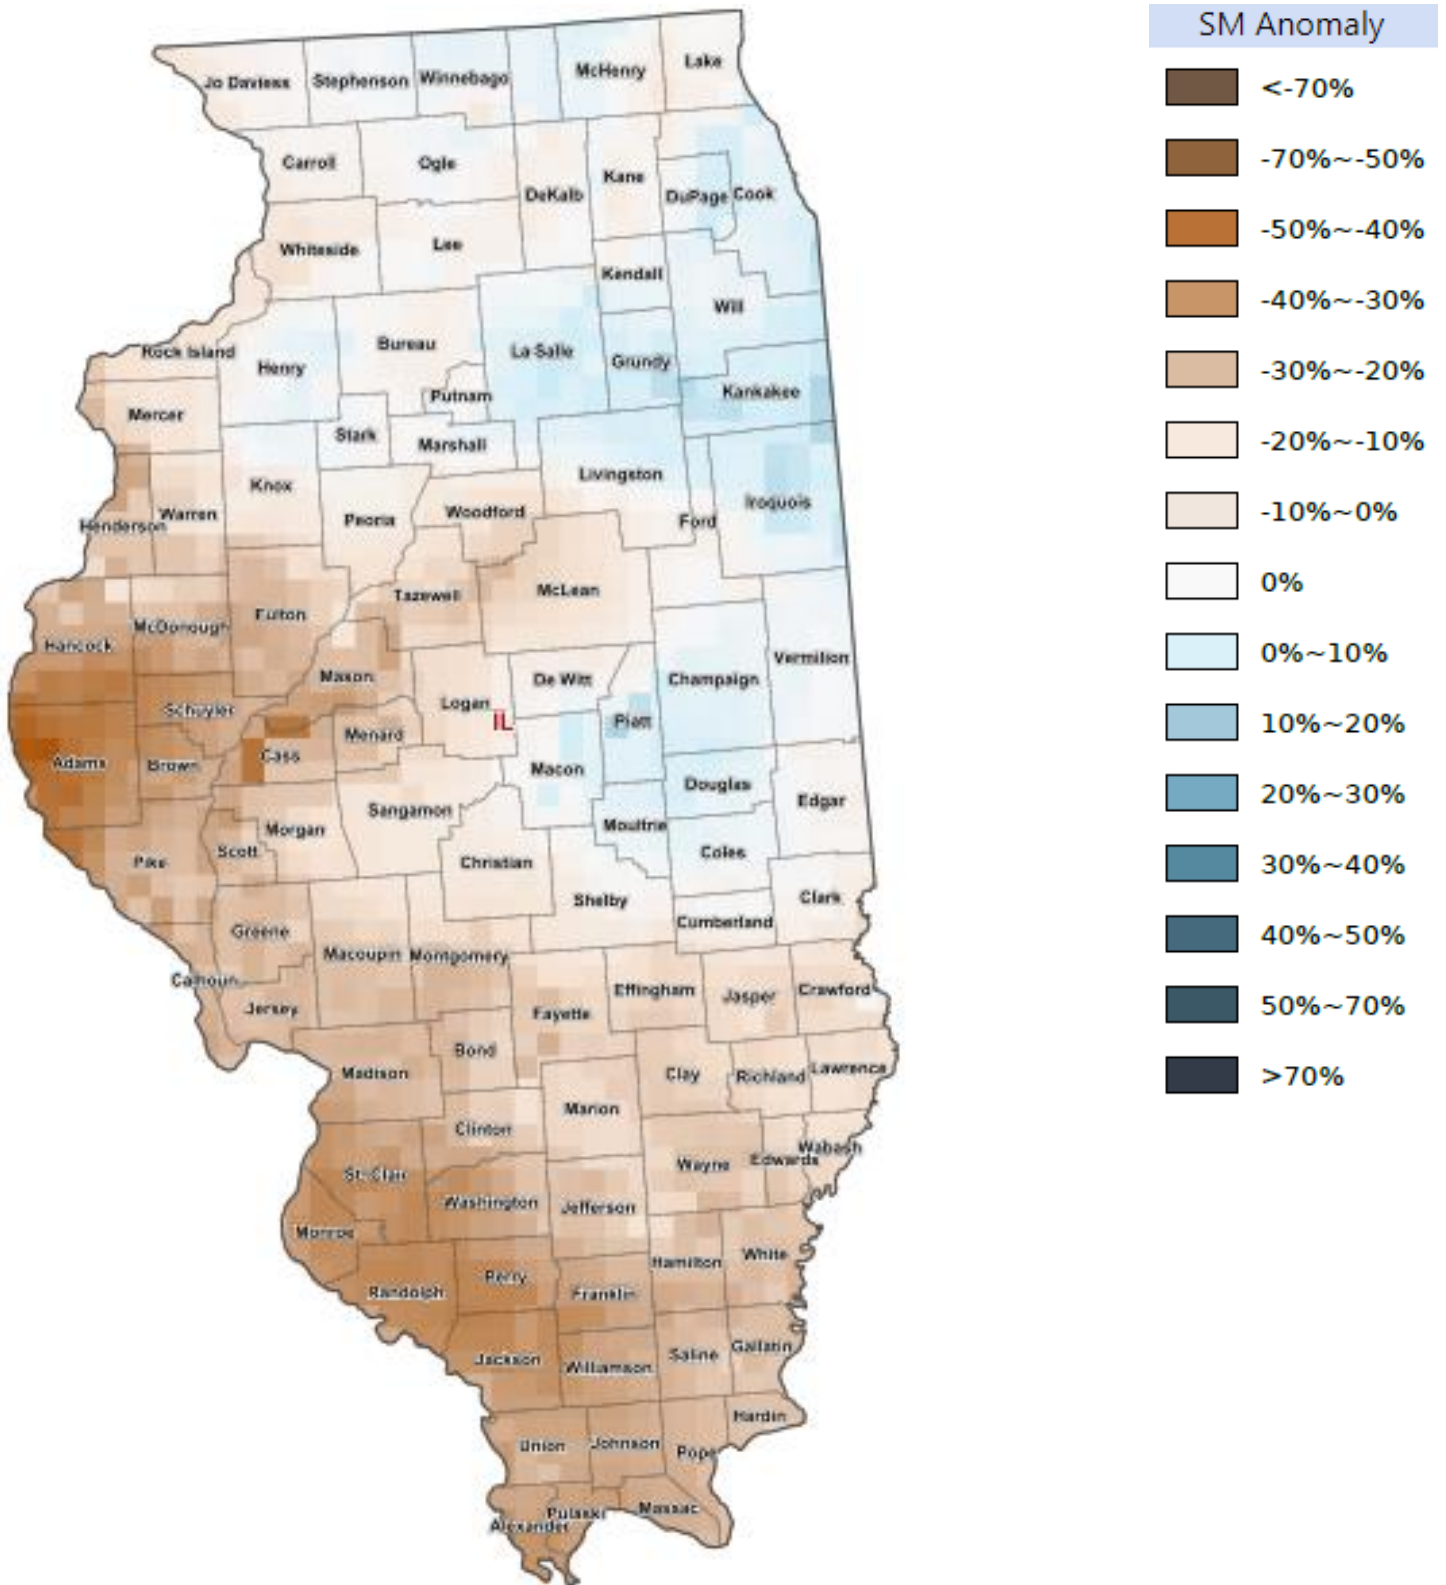 SM Anomaly
<-70%
-70%~-50%
-50%~-40%
-40%~-30%
-30%~-20%
-20%~-10%
-10%~0%
0%
0%~10%
10%~20%
20%~30%
30%~40%
40%~50%
50%~70%
>70%
Jo Daviess
Stephenson
Winnebago
McHenry
Lake
Carroll
Ogle
DeKalb
Kane
DuPage
Cook
Whiteside
Lee
Kendall
Will
Rock Island
Henry
Bureau
La Salle
Grundy
Kankakee
Mercer
Putnam
Stark
Marshall
Knox
Livingston
Henderson
Warren
Peoria
Woodford
Ford
Iroquois
Hancock
McDonough
Fulton
Tazewell
McLean
Mason
Logan
De Witt
Champaign
Vermilion
Schuyler
IL
Piatt
Adams
Brown
Cass
Menard
Macon
Douglas
Edgar
Pike
Scott
Morgan
Sangamon
Christian
Moultrie
Coles
Shelby
Clark
Greene
Cumberland
Macoupin
Montgomery
Calhoun
Jersey
Fayette
Effingham
Jasper
Crawford
Bond
Madison
Clay
Richland
Lawrence
Marion
Clinton
St. Clair
Wayne
Edwards
Wabash
Washington
Jefferson
Monroe
Randolph
Perry
Franklin
Hamilton
White
Jackson
Williamson
Saline
Gallatin
Hardin
Union
Johnson
Pope
Alexander
Pulaski
Massac